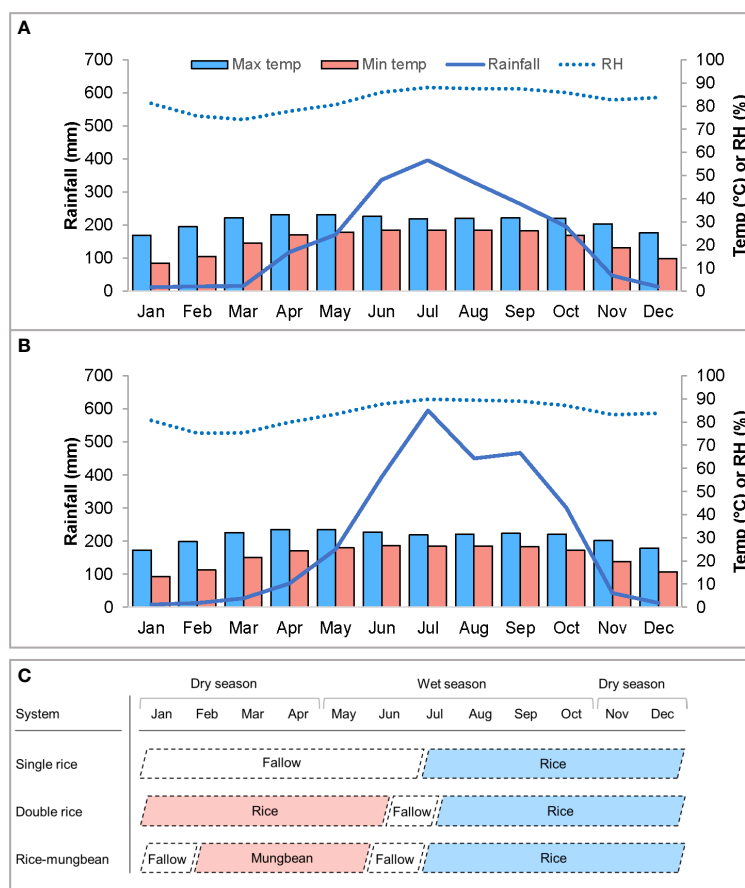 A
Max temp Min temp Rainfall RH
Rainfall (mm)
700
600
500
400
300
200
100
0
100
90
80
70
60
50
40
30
20
10
0
Temp (°C) or RH (%)
Jan Feb Mar Apr May Jun Jul Aug Sep Oct Nov Dec
B
Rainfall (mm)
700
600
500
400
300
200
100
0
100
90
80
70
60
50
40
30
20
10
0
Temp (°C) or RH (%)
Jan Feb Mar Apr May Jun Jul Aug Sep Oct Nov Dec
C
Dry season Wet season Dry season
System Jan Feb Mar Apr May Jun Jul Aug Sep Oct Nov Dec
Single rice Fallow Rice
Double rice Rice Fallow Rice
Rice-mungbean Fallow Mungbean Fallow Rice